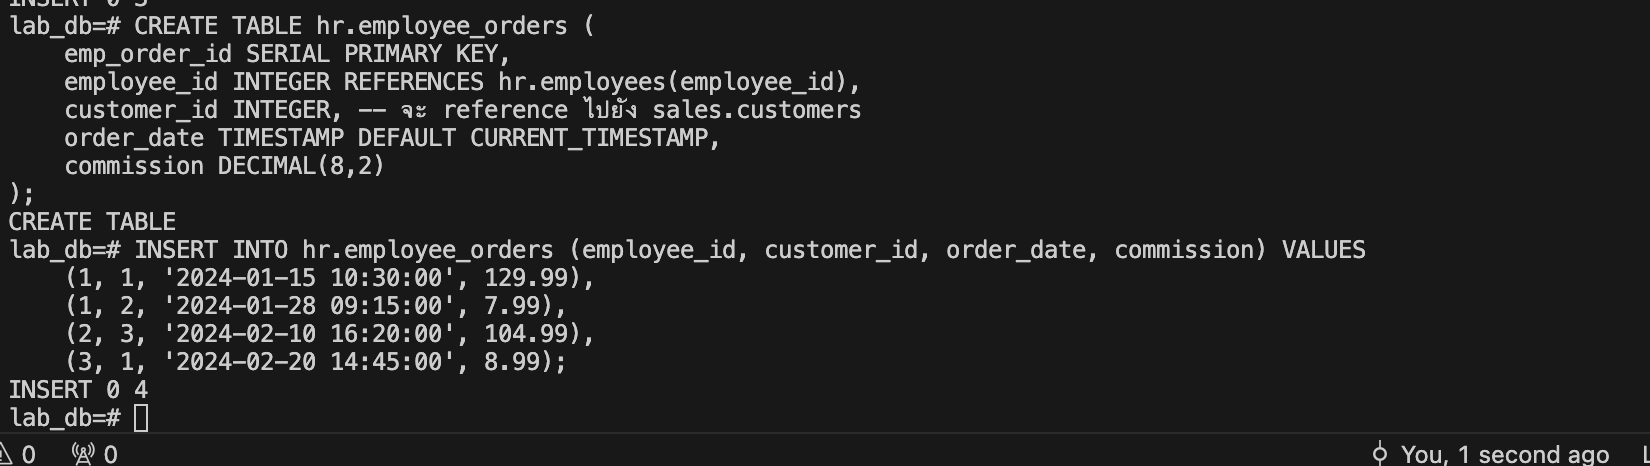 INSERT 0 3
lab_db=# CREATE TABLE hr.employee_orders (
    emp_order_id SERIAL PRIMARY KEY,
    employee_id INTEGER REFERENCES hr.employees(employee_id),
    customer_id INTEGER, -- จะ reference ไปยัง sales.customers
    order_date TIMESTAMP DEFAULT CURRENT_TIMESTAMP,
    commission DECIMAL(8,2)
);
CREATE TABLE
lab_db=# INSERT INTO hr.employee_orders (employee_id, customer_id, order_date, commission) VALUES
    (1, 1, '2024-01-15 10:30:00', 129.99),
    (1, 2, '2024-01-28 09:15:00', 7.99),
    (2, 3, '2024-02-10 16:20:00', 104.99),
    (3, 1, '2024-02-20 14:45:00', 8.99);
INSERT 0 4
lab_db=#
0 0 You, 1 second ago